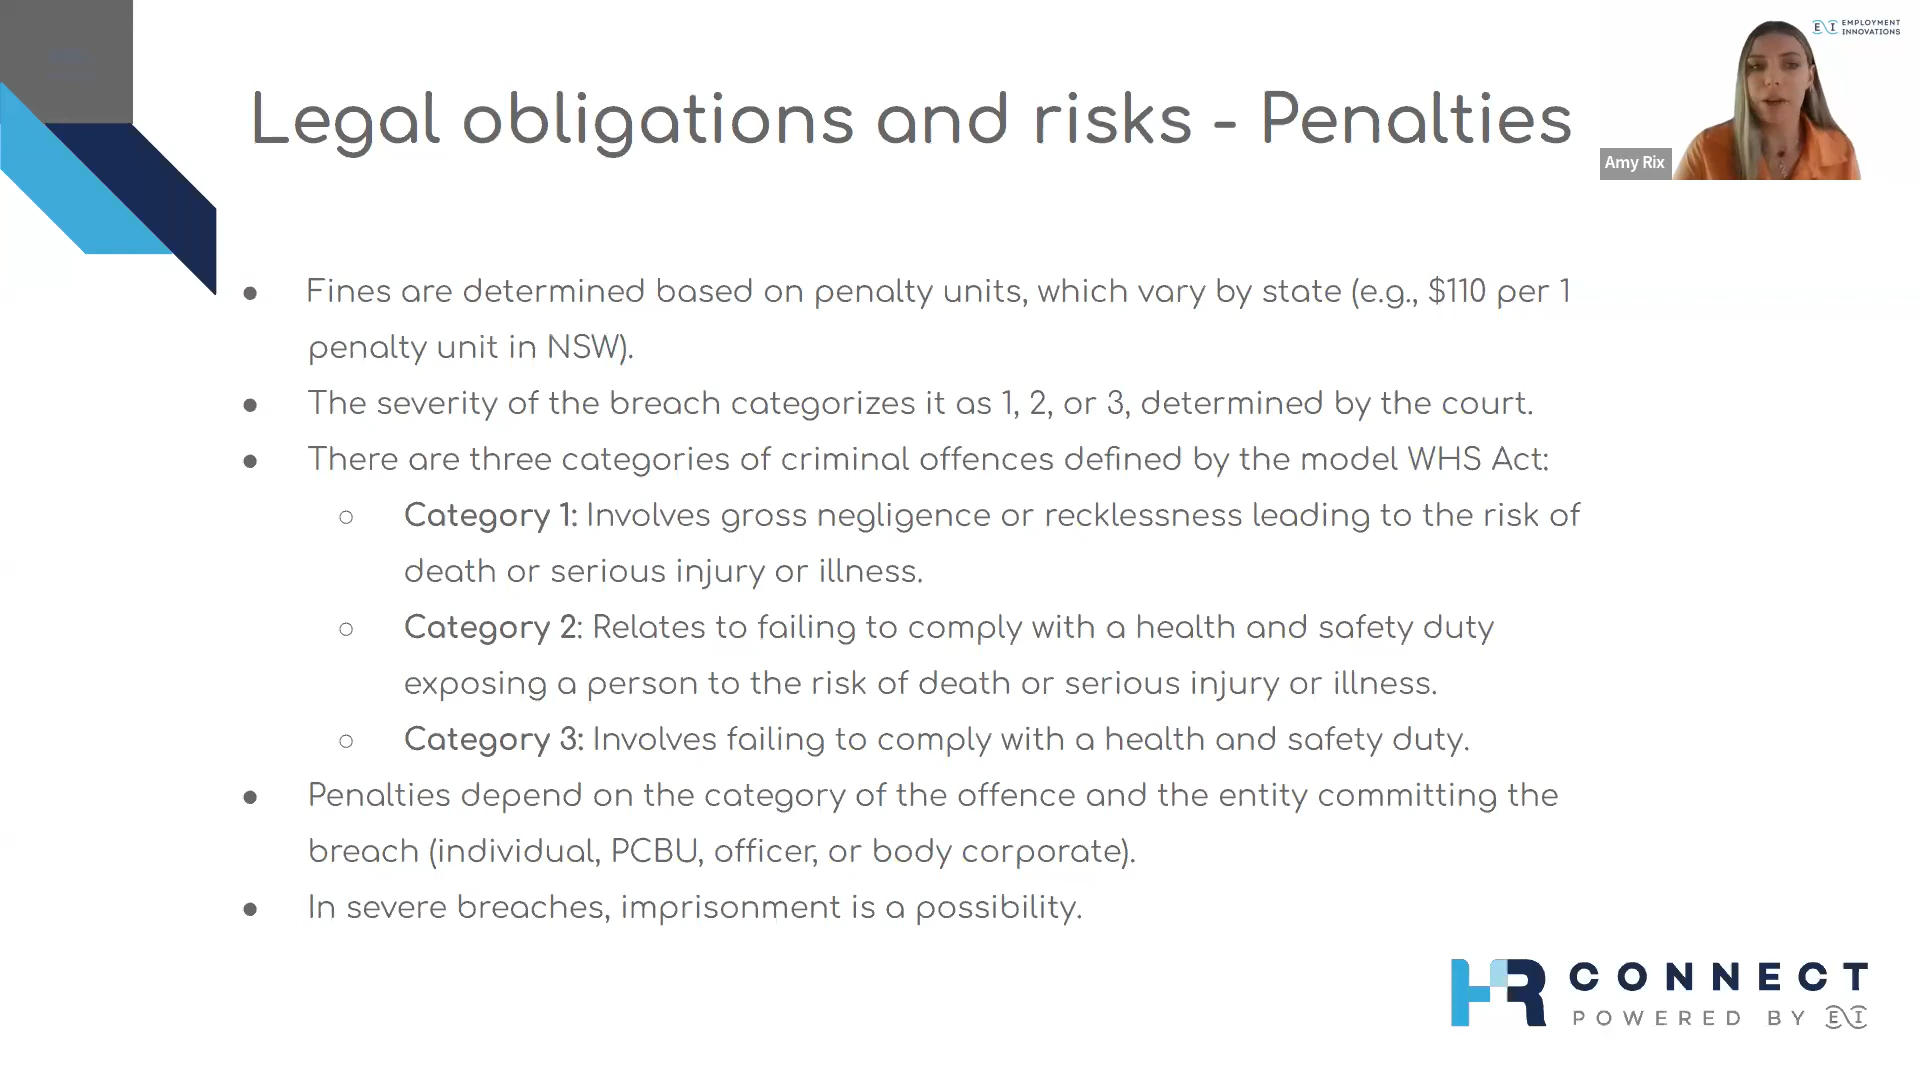 EI EMPLOYMENT
INNOVATIONS
Legal obligations and risks - Penalties
Amy Rix
● Fines are determined based on penalty units, which vary by state (e.g., $110 per 1
penalty unit in NSW).
● The severity of the breach categorizes it as 1, 2, or 3, determined by the court.
● There are three categories of criminal offences defined by the model WHS Act:
○ Category 1: Involves gross negligence or recklessness leading to the risk of
death or serious injury or illness.
○ Category 2: Relates to failing to comply with a health and safety duty
exposing a person to the risk of death or serious injury or illness.
○ Category 3: Involves failing to comply with a health and safety duty.
● Penalties depend on the category of the offence and the entity committing the
breach (individual, PCBU, officer, or body corporate).
● In severe breaches, imprisonment is a possibility.
HR CONNECT
POWERED BY EI